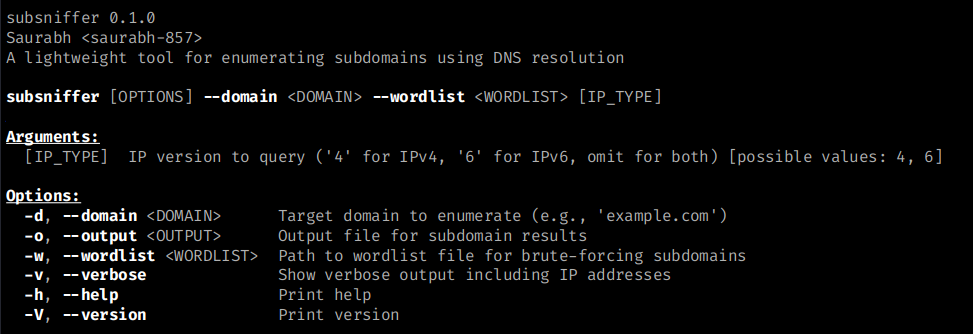 subsniffer 0.1.0
Saurabh <saurabh-857>
A lightweight tool for enumerating subdomains using DNS resolution
subsniffer [OPTIONS] --domain <DOMAIN> --wordlist <WORDLIST> [IP_TYPE]
Arguments:
[IP_TYPE]  IP version to query ('4' for IPv4, '6' for IPv6, omit for both) [possible values: 4, 6]
Options:
-d, --domain <DOMAIN>      Target domain to enumerate (e.g., 'example.com')
-o, --output <OUTPUT>      Output file for subdomain results
-w, --wordlist <WORDLIST>  Path to wordlist file for brute-forcing subdomains
-v, --verbose              Show verbose output including IP addresses
-h, --help                 Print help
-V, --version              Print version